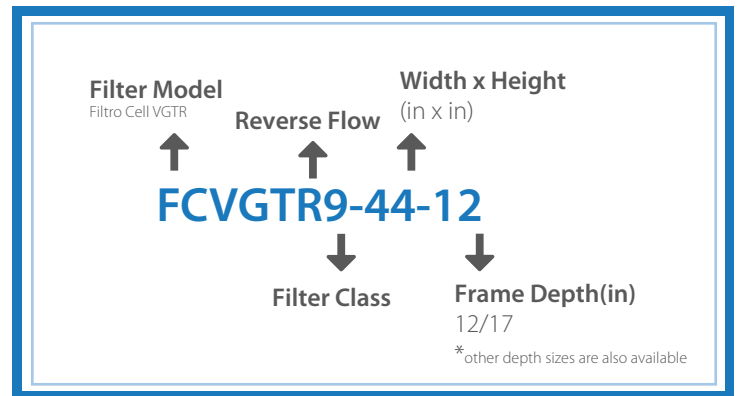 Filter Model
Filtro Cell VGTR
Reverse Flow
Width x Height
(in x in)
FCVGTR9-44-12
Filter Class
Frame Depth(in)
12/17
*other depth sizes are also available